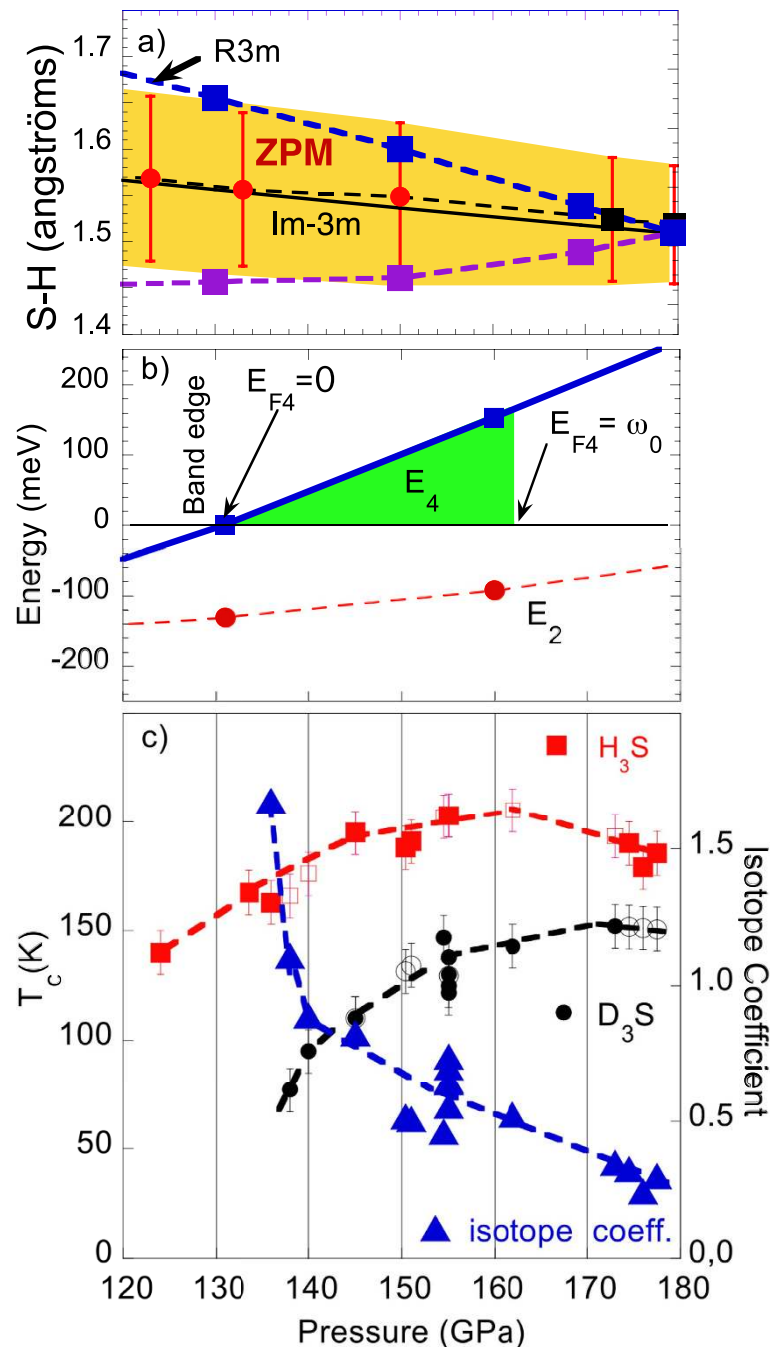 a)
R3m
1.7
1.6
1.5
1.4
S-H (angströms)
ZPM
Im-3m
b)
E_F4=0
Band edge
E_F4= ω_0
E_4
E_2
200
100
0
-100
-200
Energy (meV)
c)
H_3S
D_3S
isotope coeff.
200
150
100
50
0
T_c(K)
1.5
1.0
0.5
0,0
Isotope Coefficient
120 130 140 150 160 170 180
Pressure (GPa)